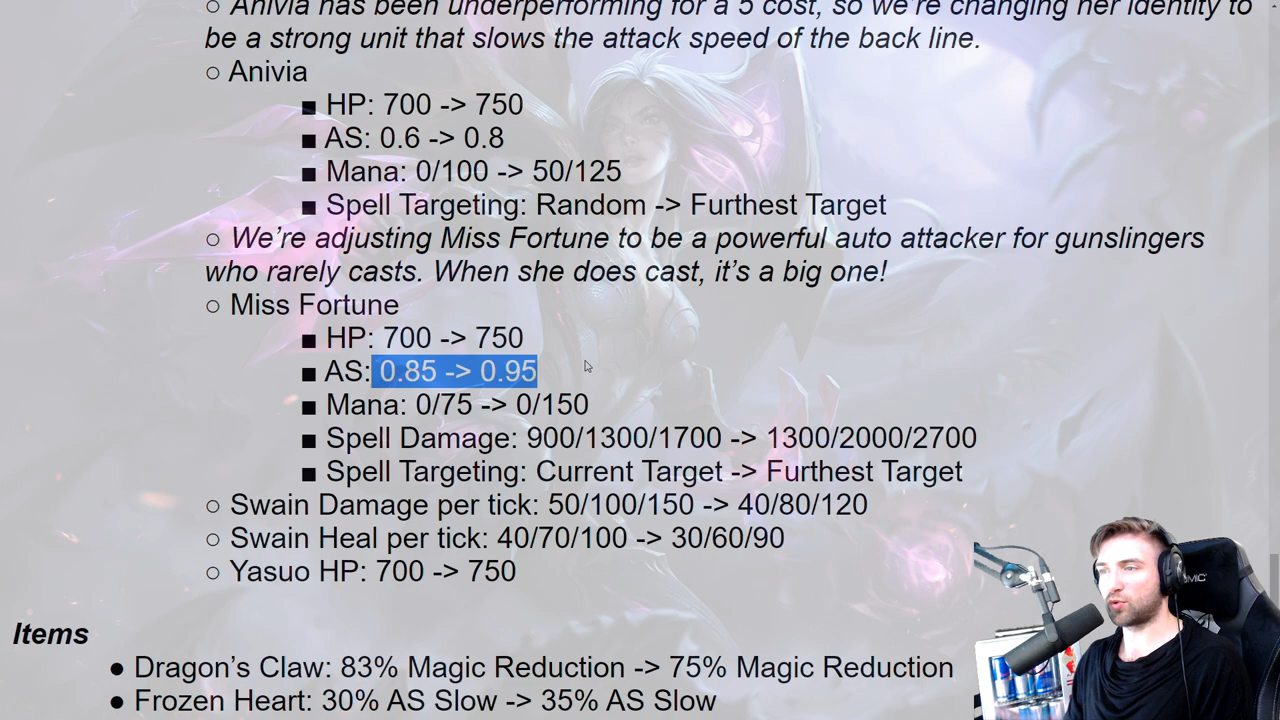 ○ Anivia has been underperforming for a 5 cost, so we're changing her identity to
be a strong unit that slows the attack speed of the back line.
○ Anivia
■ HP: 700 -> 750
■ AS: 0.6 -> 0.8
■ Mana: 0/100 -> 50/125
■ Spell Targeting: Random -> Furthest Target
○ We're adjusting Miss Fortune to be a powerful auto attacker for gunslingers
who rarely casts. When she does cast, it's a big one!
○ Miss Fortune
■ HP: 700 -> 750
■ AS: 0.85 -> 0.95
■ Mana: 0/75 -> 0/150
■ Spell Damage: 900/1300/1700 -> 1300/2000/2700
■ Spell Targeting: Current Target -> Furthest Target
○ Swain Damage per tick: 50/100/150 -> 40/80/120
○ Swain Heal per tick: 40/70/100 -> 30/60/90
○ Yasuo HP: 700 -> 750
Items
● Dragon's Claw: 83% Magic Reduction -> 75% Magic Reduction
● Frozen Heart: 30% AS Slow -> 35% AS Slow